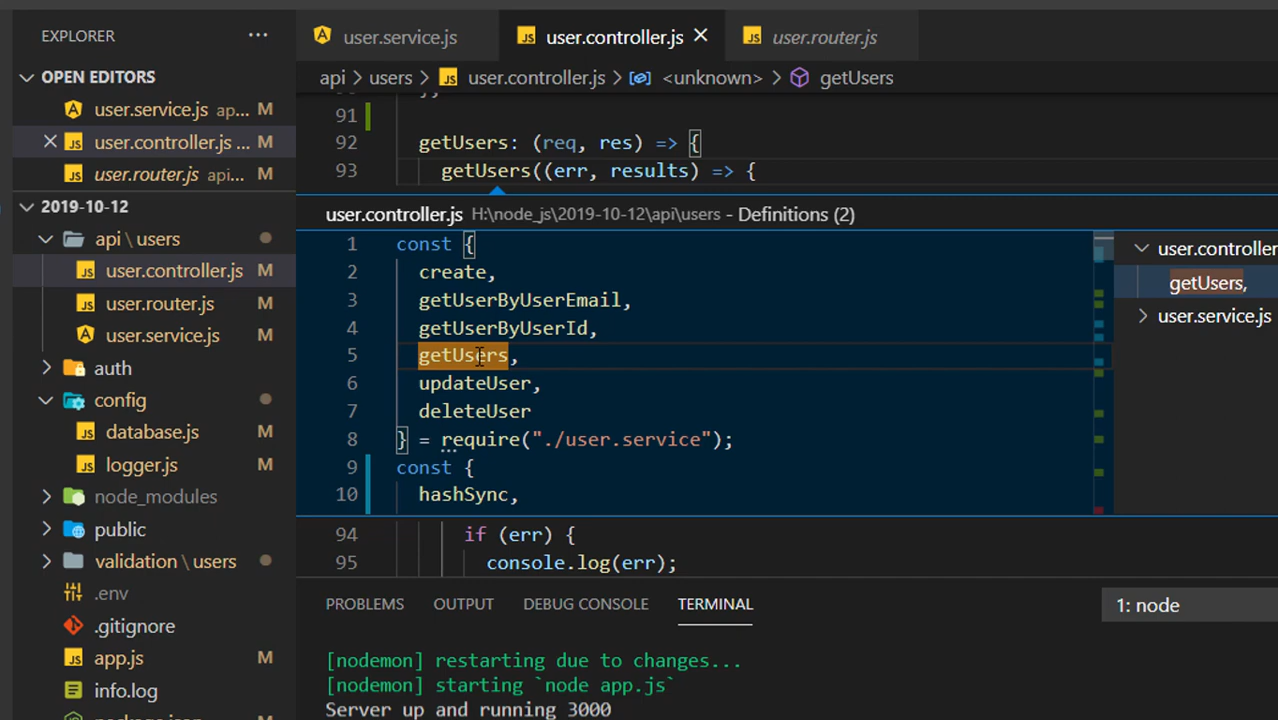 EXPLORER ...
OPEN EDITORS
user.service.js ap... M
user.controller.js ... M
user.router.js api... M
2019-10-12
api \ users
user.controller.js M
user.router.js M
user.service.js M
auth
config
database.js M
logger.js M
node_modules
public
validation \ users
.env
.gitignore
app.js M
info.log
user.service.js
user.controller.js
user.router.js
api > users > user.controller.js > <unknown> > getUsers
91
92 getUsers: (req, res) => {
93 getUsers((err, results) => {
user.controller.js H:\node_js\2019-10-12\api\users - Definitions (2)
1 const {
2 create,
3 getUserByUserEmail,
4 getUserByUserId,
5 getUsers,
6 updateUser,
7 deleteUser
8 } = require("./user.service");
9 const {
10 hashSync,
user.controller
getUsers,
user.service.js
94 if (err) {
95 console.log(err);
PROBLEMS OUTPUT DEBUG CONSOLE TERMINAL 1: node
[nodemon] restarting due to changes...
[nodemon] starting `node app.js`
Server up and running 3000